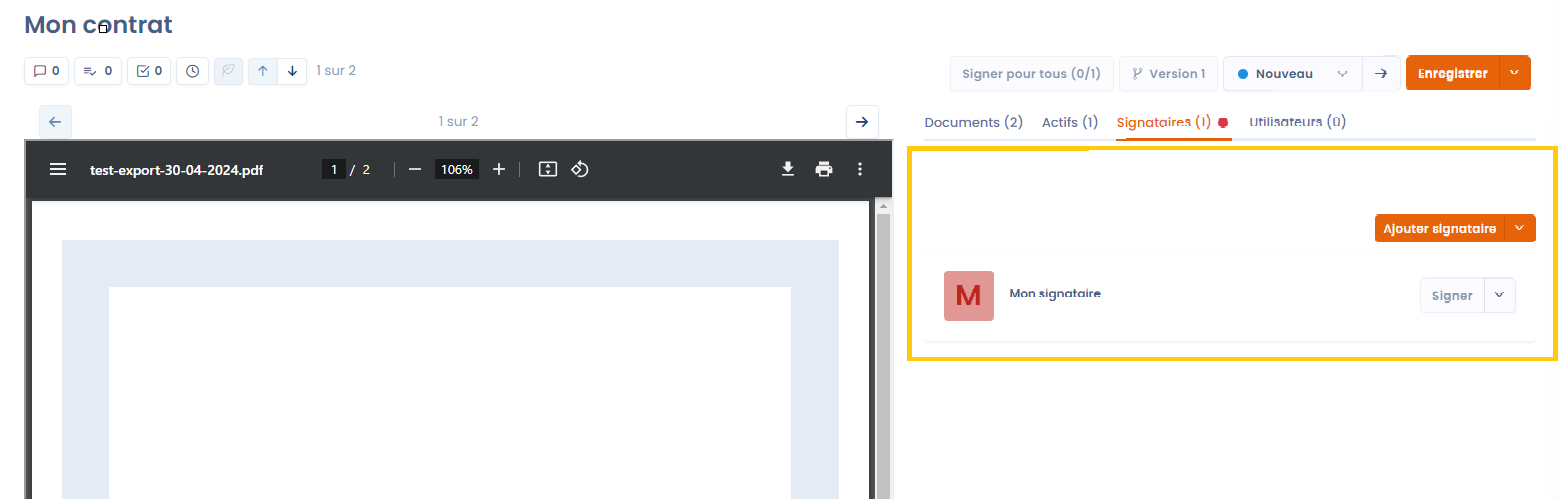 Mon contrat
0 0 0 1 sur 2
Signer pour tous (0/1) Version 1 Nouveau Enregistrer
1 sur 2
Documents (2) Actifs (1) Signataires (1) Utilisateurs (0)
test-export-30-04-2024.pdf 1 / 2 106%
Ajouter signataire
M Mon signataire Signer